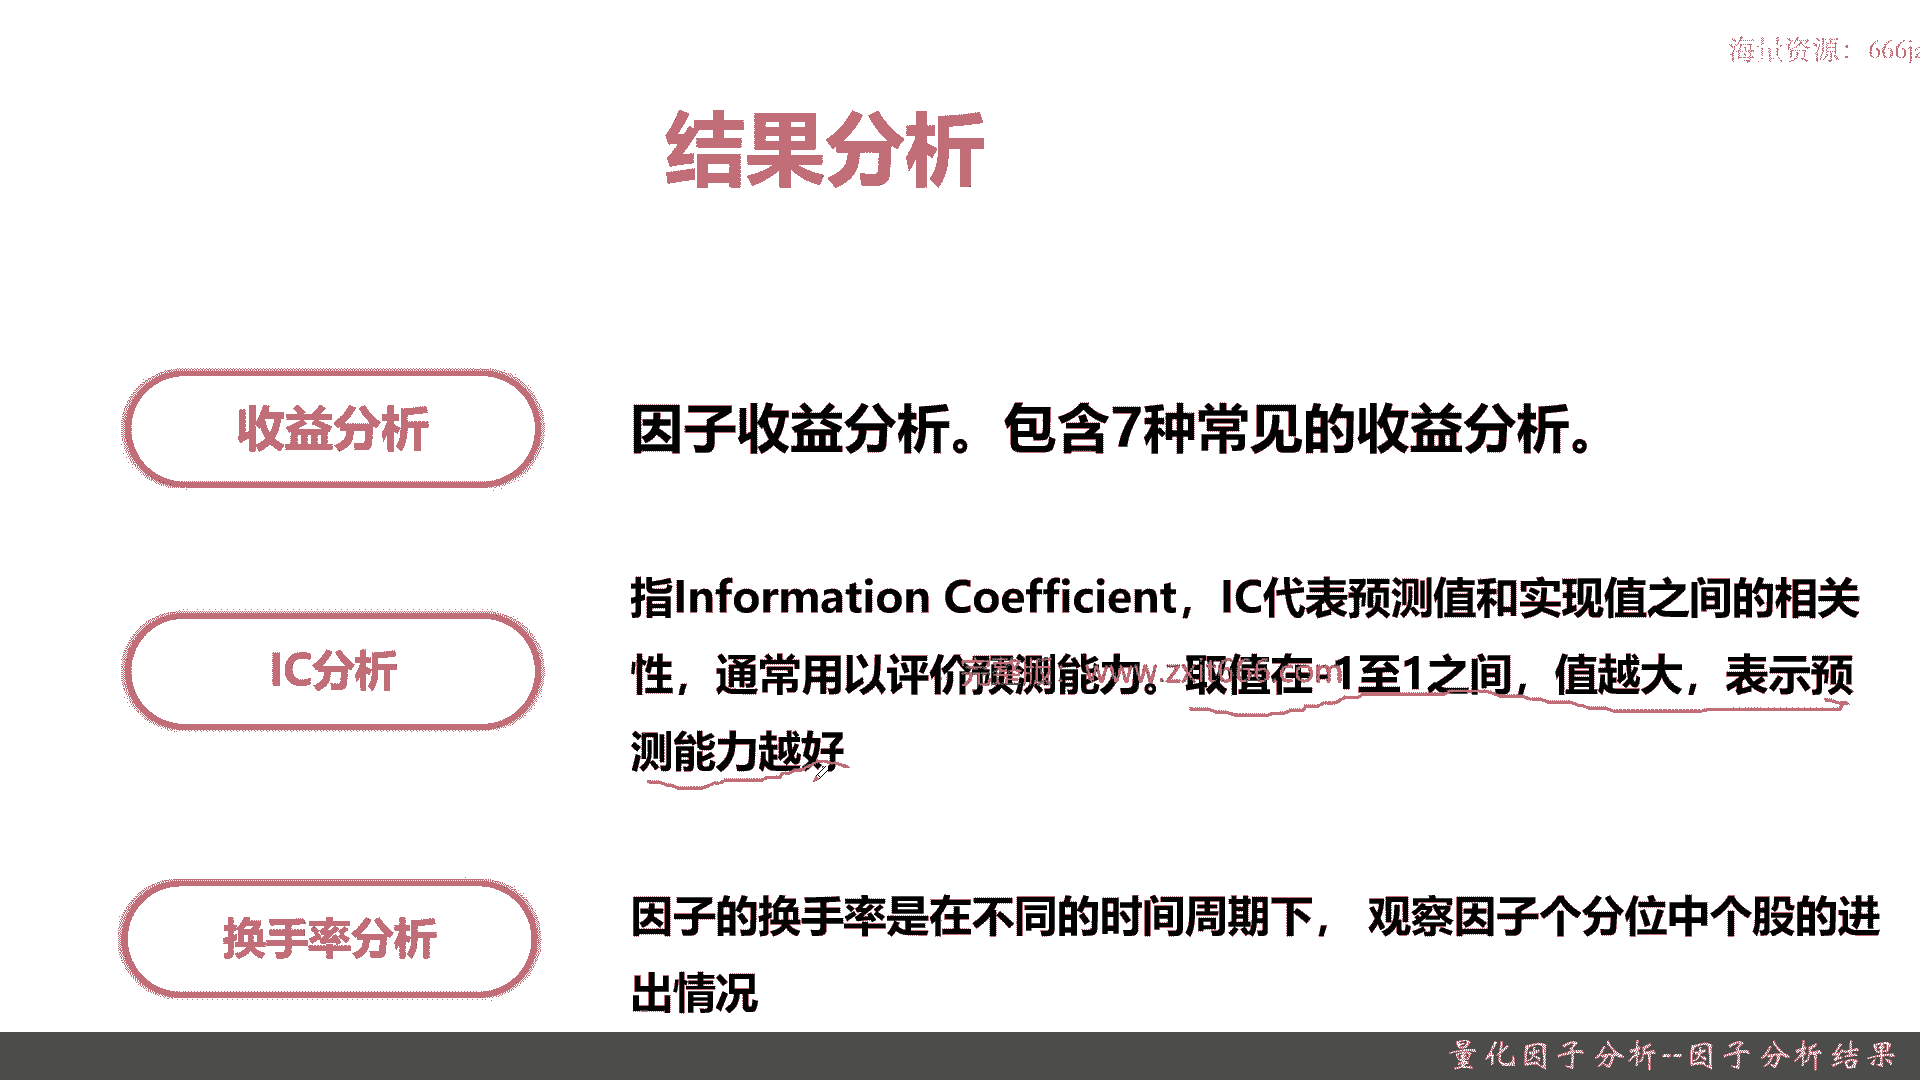 海量资源：666ja
结果分析
收益分析
因子收益分析。包含7种常见的收益分析。
IC分析
指Information Coefficient，IC代表预测值和实现值之间的相关
性，通常用以评价预测能力。取值在-1至1之间，值越大，表示预
测能力越好
完整版：www.zxit666.com
换手率分析
因子的换手率是在不同的时间周期下， 观察因子个分位中个股的进
出情况
量化因子分析--因子分析结果